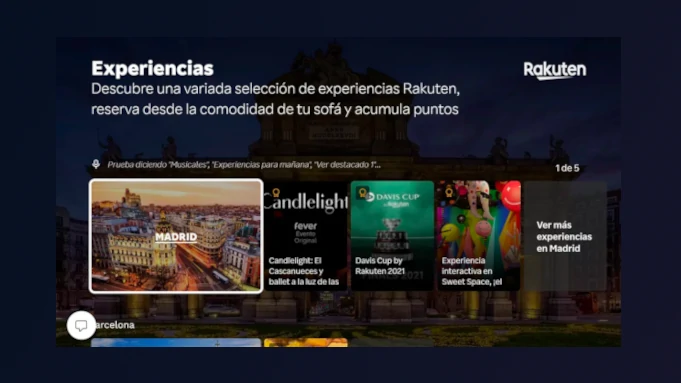 Experiencias
Rakuten
Descubre una variada selección de experiencias Rakuten,
reserva desde la comodidad de tu sofá y acumula puntos
Prueba diciendo "Musicales", "Experiencias para mañana", "Ver destacado 1"...
1 de 5
MADRID
Candlelight
fever
Evento
Original
Candlelight: El
Cascanueces y
ballet a la luz de las
DAVIS CUP
by Rakuten
Davis Cup by
Rakuten 2021
Experiencia
interactiva en
Sweet Space, ¡el
Ver más
experiencias
en Madrid
arcelona